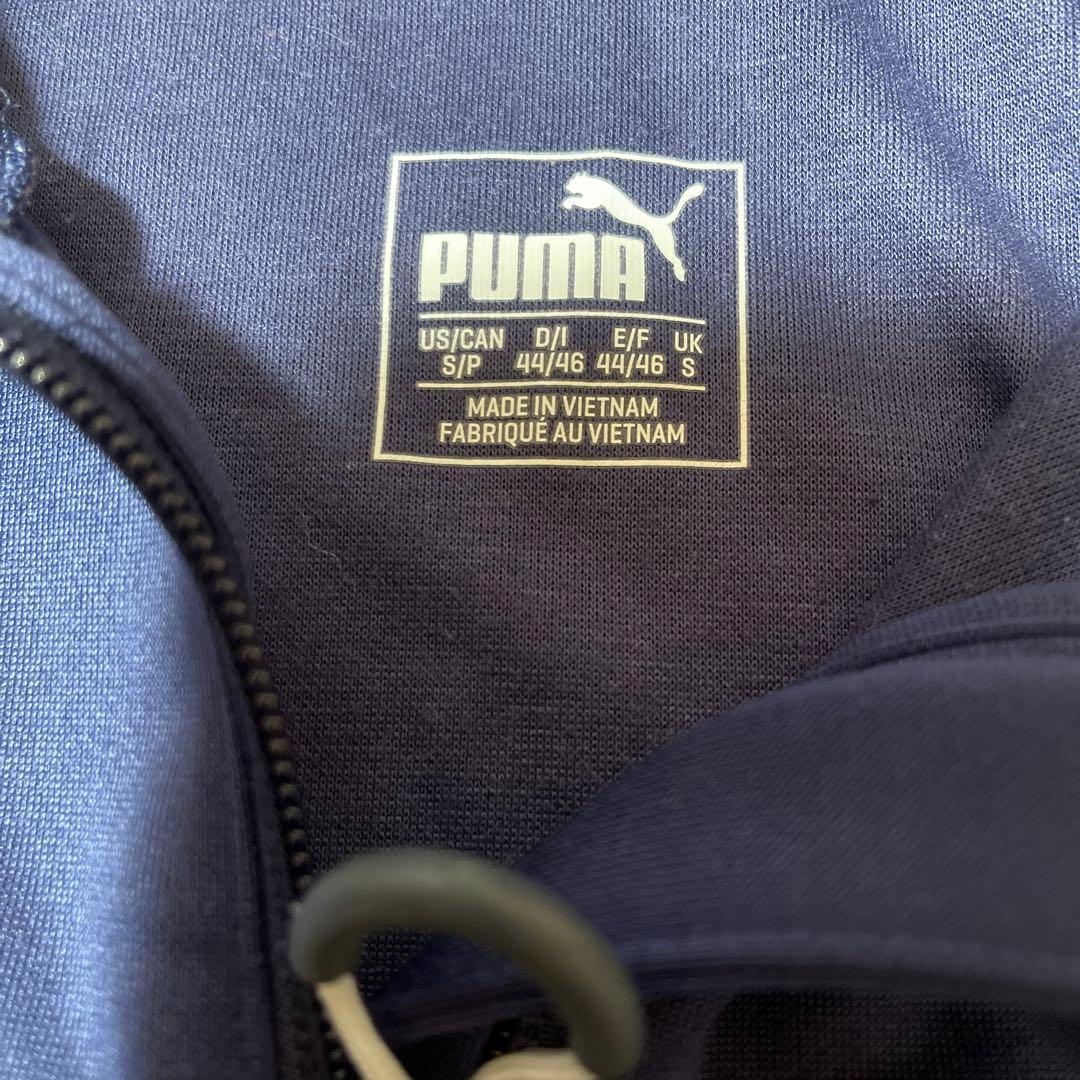 PUMA
US/CAN D/I E/F UK
S/P 44/46 44/46 S
MADE IN VIETNAM
FABRIQUÉ AU VIETNAM